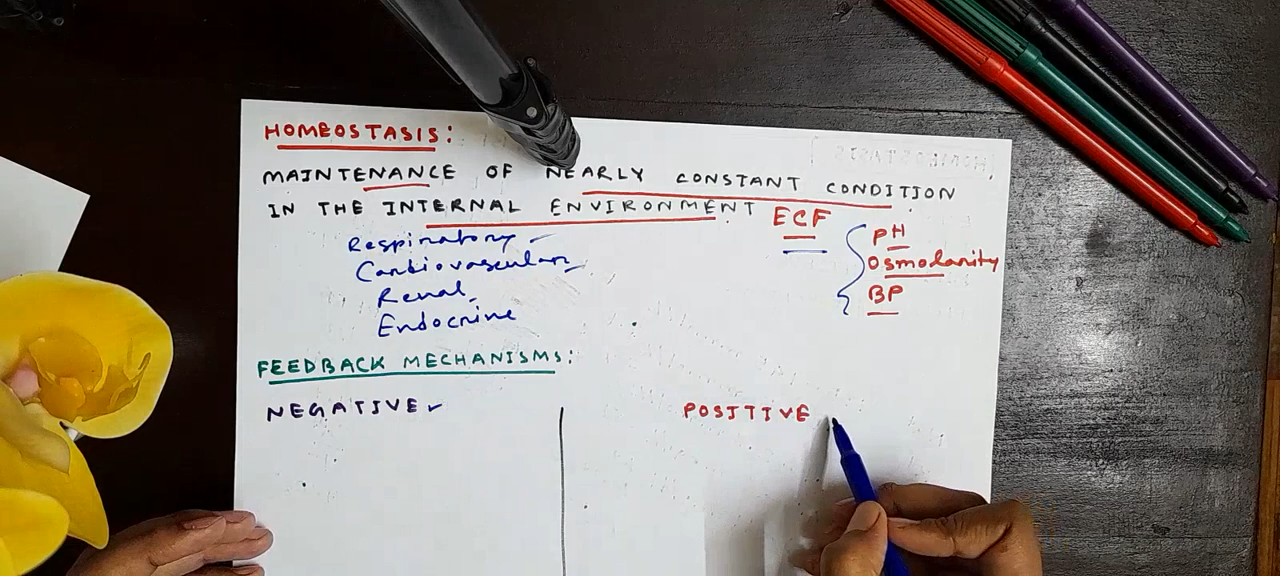 HOMEOSTASIS:
MAINTENANCE OF NEARLY CONSTANT CONDITION
IN THE INTERNAL ENVIRONMENT ECF
Respiratory
Cardiovascular
Renal
Endocrine
PH
Osmolarity
BP
FEEDBACK MECHANISMS:
NEGATIVE
POSITIVE